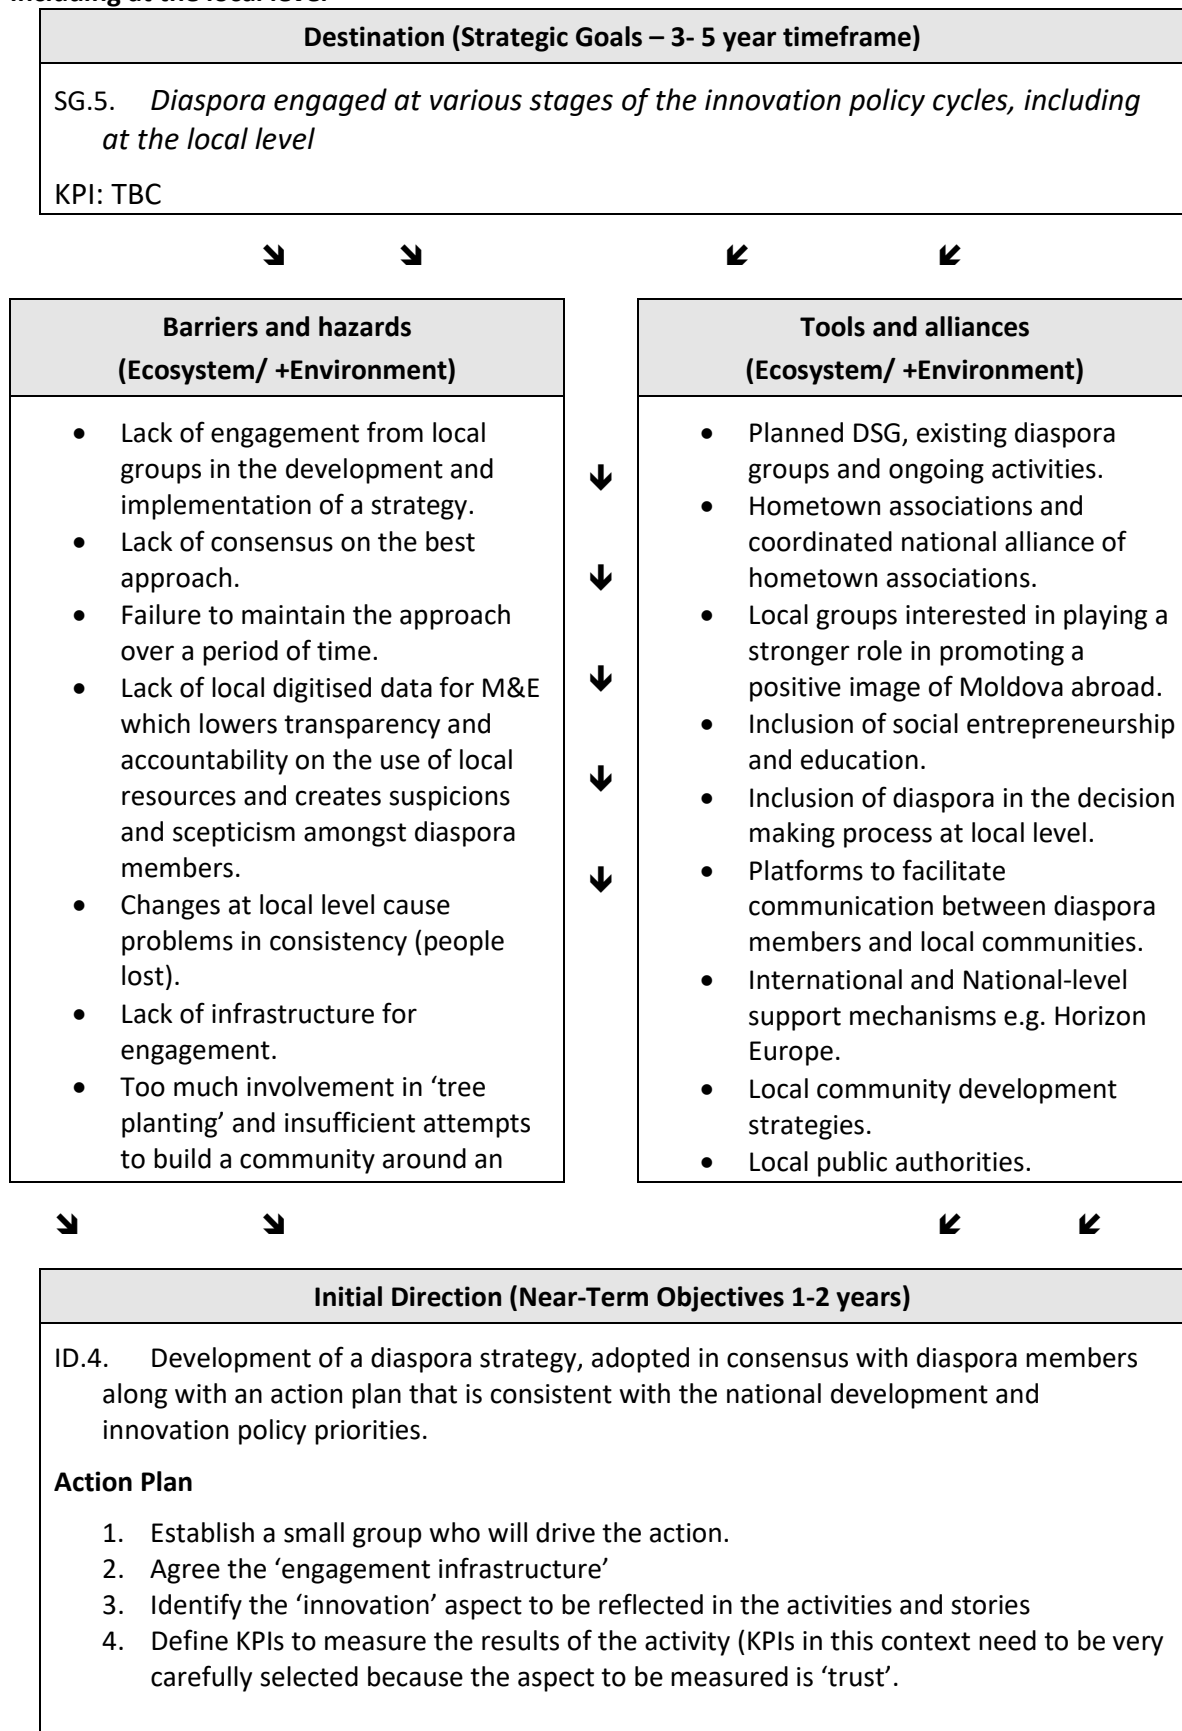 including at the local level
Destination (Strategic Goals – 3- 5 year timeframe)
SG.5. Diaspora engaged at various stages of the innovation policy cycles, including
at the local level
KPI: TBC
Barriers and hazards
(Ecosystem/ +Environment)
• Lack of engagement from local
groups in the development and
implementation of a strategy.
• Lack of consensus on the best
approach.
• Failure to maintain the approach
over a period of time.
• Lack of local digitised data for M&E
which lowers transparency and
accountability on the use of local
resources and creates suspicions
and scepticism amongst diaspora
members.
• Changes at local level cause
problems in consistency (people
lost).
• Lack of infrastructure for
engagement.
• Too much involvement in ‘tree
planting’ and insufficient attempts
to build a community around an
Tools and alliances
(Ecosystem/ +Environment)
• Planned DSG, existing diaspora
groups and ongoing activities.
• Hometown associations and
coordinated national alliance of
hometown associations.
• Local groups interested in playing a
stronger role in promoting a
positive image of Moldova abroad.
• Inclusion of social entrepreneurship
and education.
• Inclusion of diaspora in the decision
making process at local level.
• Platforms to facilitate
communication between diaspora
members and local communities.
• International and National-level
support mechanisms e.g. Horizon
Europe.
• Local community development
strategies.
• Local public authorities.
Initial Direction (Near-Term Objectives 1-2 years)
ID.4. Development of a diaspora strategy, adopted in consensus with diaspora members
along with an action plan that is consistent with the national development and
innovation policy priorities.
Action Plan
1. Establish a small group who will drive the action.
2. Agree the ‘engagement infrastructure’
3. Identify the ‘innovation’ aspect to be reflected in the activities and stories
4. Define KPIs to measure the results of the activity (KPIs in this context need to be very
carefully selected because the aspect to be measured is ‘trust’.